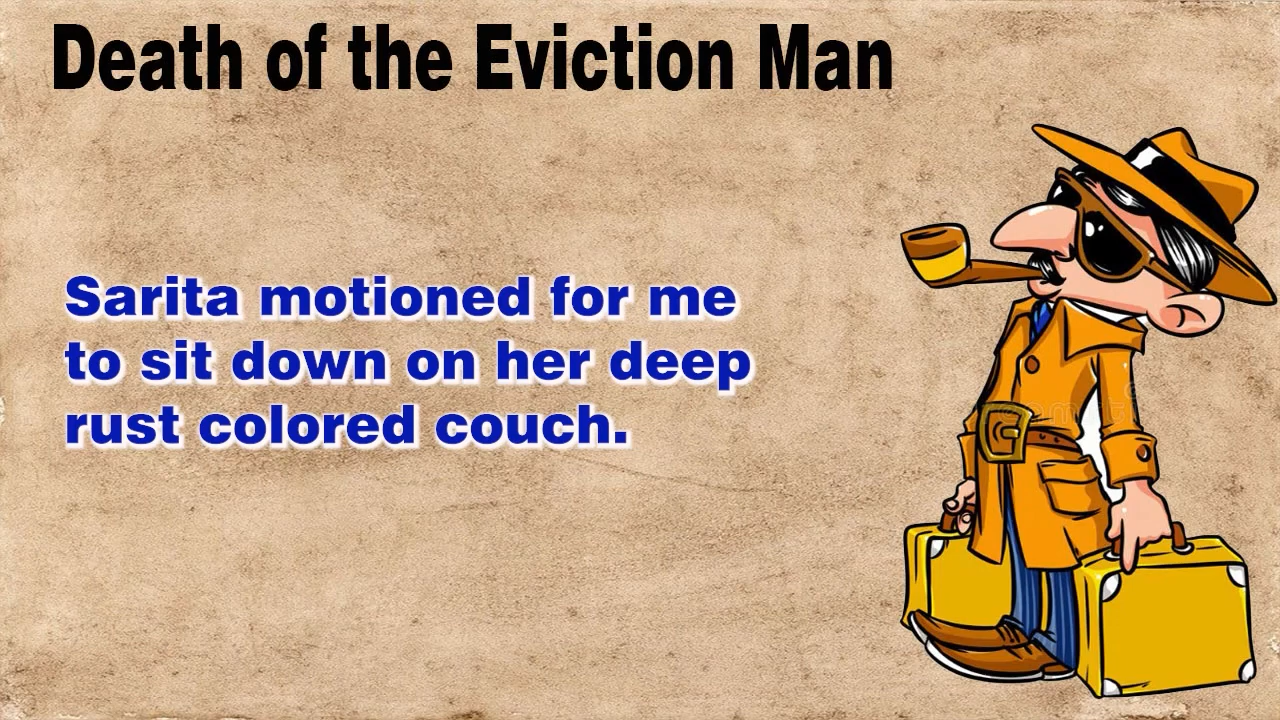 Death of the Eviction Man
Sarita motioned for me
to sit down on her deep
rust colored couch.